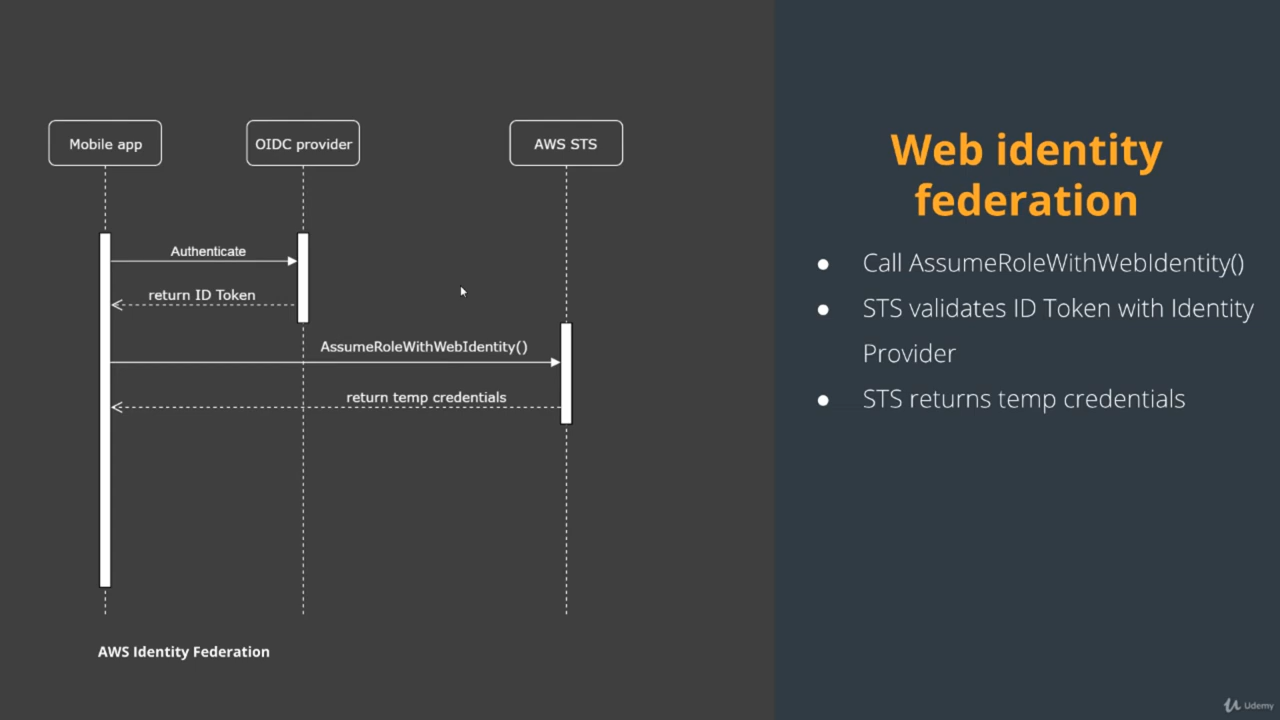 Mobile app
OIDC provider
AWS STS
Authenticate
return ID Token
AssumeRoleWithWebIdentity()
return temp credentials
AWS Identity Federation
Web identity
federation
Call AssumeRoleWithWebIdentity()
STS validates ID Token with Identity
Provider
STS returns temp credentials
Udemy